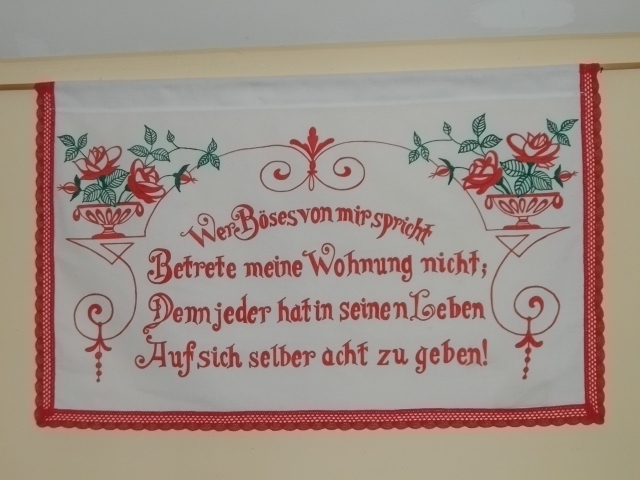 Wer Böses von mir spricht
Betrete meine Wohnung nicht;
Denn jeder hat in seinen Leben
Auf sich selber acht zu geben!